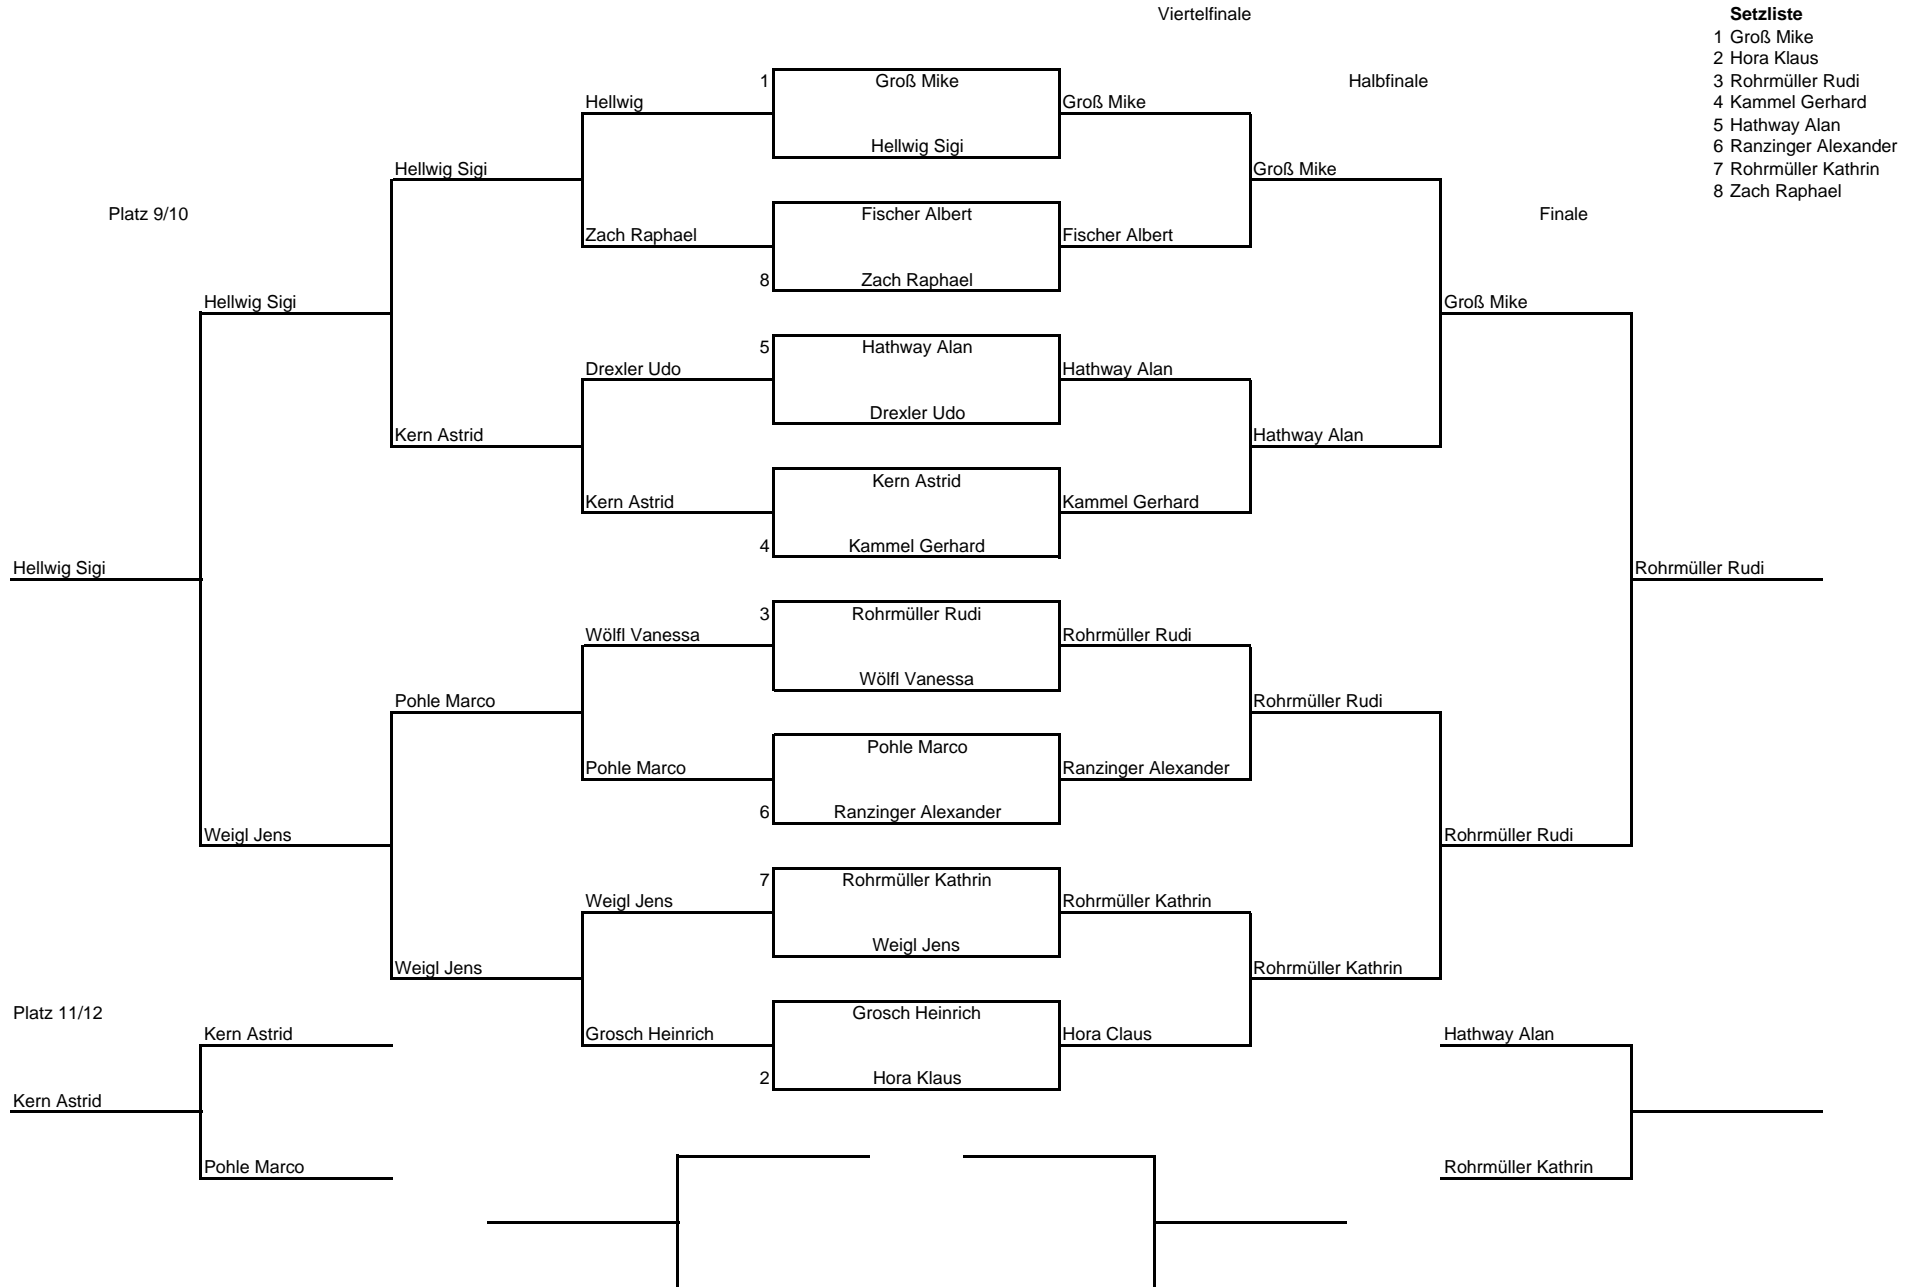 Viertelfinale
Setzliste
1 Groß Mike
2 Hora Klaus
3 Rohrmüller Rudi
4 Kammel Gerhard
5 Hathway Alan
6 Ranzinger Alexander
7 Rohrmüller Kathrin
8 Zach Raphael
1 Groß Mike
Halbfinale
Hellwig
Groß Mike
Hellwig Sigi
Hellwig Sigi
Groß Mike
Platz 9/10
Fischer Albert
Finale
Zach Raphael
Fischer Albert
8 Zach Raphael
Hellwig Sigi
Groß Mike
5 Hathway Alan
Drexler Udo
Hathway Alan
Drexler Udo
Kern Astrid
Hathway Alan
Kern Astrid
Kern Astrid
Kammel Gerhard
4 Kammel Gerhard
Hellwig Sigi
Rohrmüller Rudi
3 Rohrmüller Rudi
Wölfl Vanessa
Rohrmüller Rudi
Wölfl Vanessa
Pohle Marco
Rohrmüller Rudi
Pohle Marco
Pohle Marco
Ranzinger Alexander
6 Ranzinger Alexander
Weigl Jens
Rohrmüller Rudi
7 Rohrmüller Kathrin
Weigl Jens
Rohrmüller Kathrin
Weigl Jens
Weigl Jens
Rohrmüller Kathrin
Platz 11/12
Grosch Heinrich
Kern Astrid
Grosch Heinrich
Hora Claus
Hathway Alan
2 Hora Klaus
Kern Astrid
Pohle Marco
Rohrmüller Kathrin